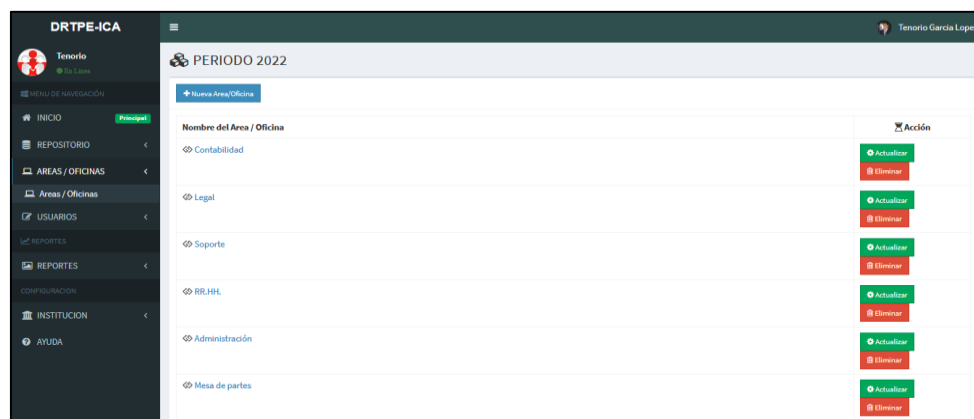 DRTPE-ICA
Tenorio Garcia Lope
Tenorio
En Linea
MENU DE NAVEGACIÓN
INICIO Principal
REPOSITORIO
AREAS / OFICINAS
Areas / Oficinas
USUARIOS
REPORTES
REPORTES
CONFIGURACION
INSTITUCION
AYUDA
PERIODO 2022
+ Nueva Area/Oficina
Nombre del Area / Oficina Acción
Contabilidad Actualizar
Eliminar
Legal Actualizar
Eliminar
Soporte Actualizar
Eliminar
RR.HH. Actualizar
Eliminar
Administración Actualizar
Eliminar
Mesa de partes Actualizar
Eliminar